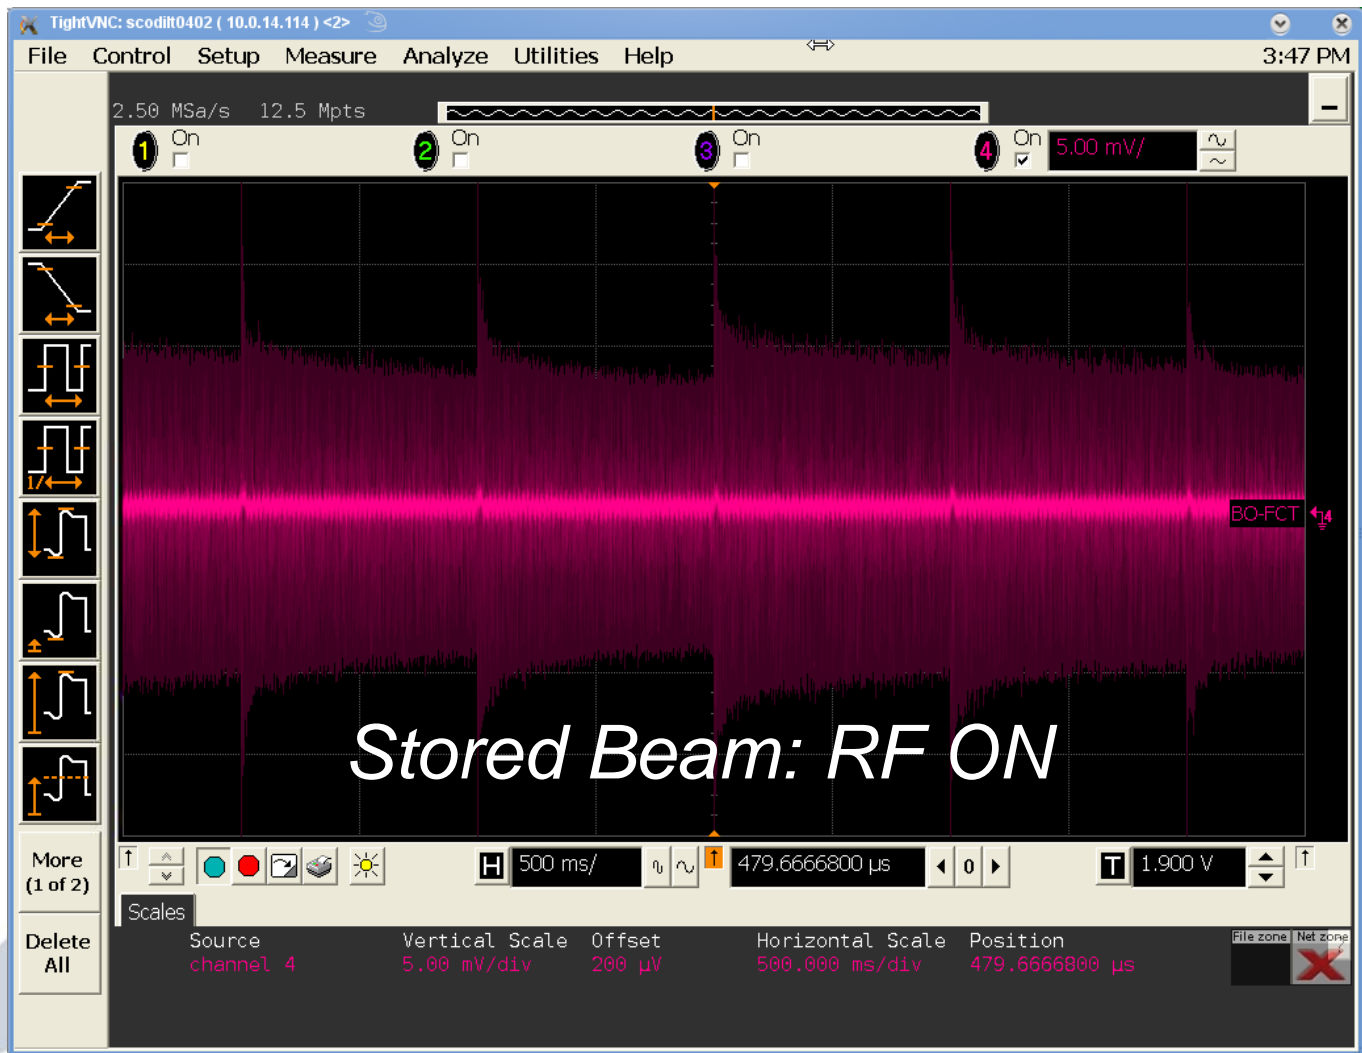 TightVNC: scodilt0402 ( 10.0.14.114 ) <2>
File Control Setup Measure Analyze Utilities Help 3:47 PM
2.50 MSa/s 12.5 Mpts
1 On 2 On 3 On 4 On 5.00 mV/
BO-FCT 4
1/
Stored Beam: RF ON
More
(1 of 2)
H 500 ms/ 479.6666800 µs 0 T 1.900 V
Scales
Delete
All
Source Vertical Scale Offset Horizontal Scale Position
channel 4 5.00 mV/div 200 µV 500.000 ms/div 479.6666800 µs
File zone Net zone